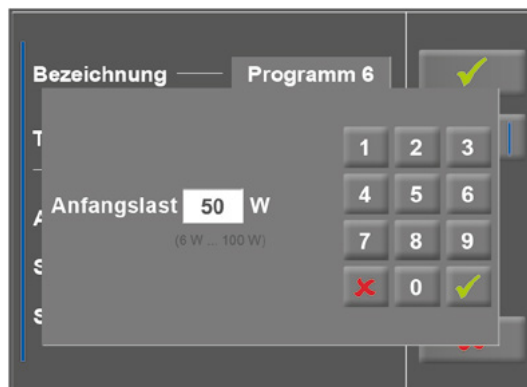 Bezeichnung Programm 6
T
1 2 3
Anfangslast 50 W
4 5 6
A
(6 W ... 100 W)
7 8 9
S
0
S